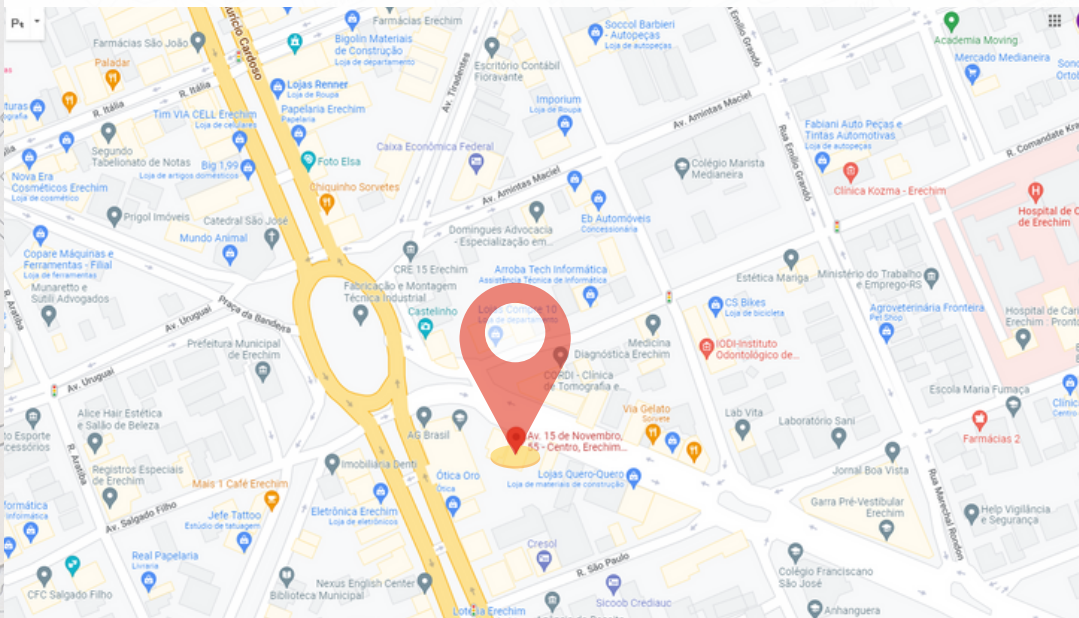 Pt
Farmácias São João
Paladar
R. Itália
R. Itália
Tim VIA CELL Erechim
Loja de celulares
Segundo
Tabelionato de Notas
Big 1,99
Loja de artigos domésticos
Nova Era
Cosméticos Erechim
Loja de cosmético
Prigol Imóveis
Catedral São José
Mundo Animal
Copare Máquinas e
Ferramentas - Filial
Loja de ferramentas
Munaretto e
Sutili Advogados
R. Aratiba
Av. Uruguai
Praça da Bandeira
Prefeitura Municipal
de Erechim
Av. Uruguai
Alice Hair Estética
e Salão de Beleza
R. Aratiba
Registros Especiais
de Erechim
Mais 1 Café Erechim
Av. Salgado Filho
Jefe Tattoo
Estúdio de tatuagem
Real Papelaria
Livraria
CFC Salgado Filho
Biblioteca Municipal
Nexus English Center
Eletrônica Erechim
Loja de eletrônicos
Imobiliaria Denti
Ótica Oro
Ótica
AG Brasil
Farmácias Erechim
Bigolin Materiais
de Construção
Loja de departamento
Lojas Renner
Loja de Roupa
Papelaria Erechim
Papelaria
Foto Elsa
Chiquinho Sorvetes
Av. Tiradentes
Escritório Contábil
Fioravante
Soccol Barbieri
- Autopeças
Loja de autopeças
Imporium
Loja de Roupa
Caixa Econômica Federal
Av. Amintas Maciel
Av. Amintas Maciel
Domingues Advocacia
- Especialização em...
Eb Automóveis
Concessionária
CRE 15 Erechim
Fabricação e Montagem
Técnica Industrial
Castelinho
Arroba Tech Informática
Assistência Técnica de Informática
Lojas Compre 10
Loja de departamentos
Diagnóstica Erechim
Medicina
CORDI - Clínica
de Tomografia e...
Av. 15 de Novembro,
55 - Centro, Erechim...
Via Gelato
Sorvete
Lojas Quero-Quero
Loja de materiais de construção
Cresol
R. São Paulo
Sicoob Crediauc
Lotéria Erechim
Rua Emílio Grando
Academia Moving
Mercado Medianeira
Colégio Marista
Medianeira
Fabiani Auto Peças e
Tintas Automotivas
Loja de autopeças
Clínica Kozma - Erechim
Estética Mariga
Ministério do Trabalho
e Emprego-RS
CS Bikes
Loja de bicicleta
Agroveterinária Fronteira
Pet Shop
IODI-Instituto
Odontológico de...
Lab Vita
Laboratório Sani
Escola Maria Fumaça
Farmácias 2
Jornal Boa Vista
Garra Pré-Vestibular
Erechim
Rua Marechal Rondon
Help Vigilância
e Segurança
Colégio Franciscano
São José
Anhanguera